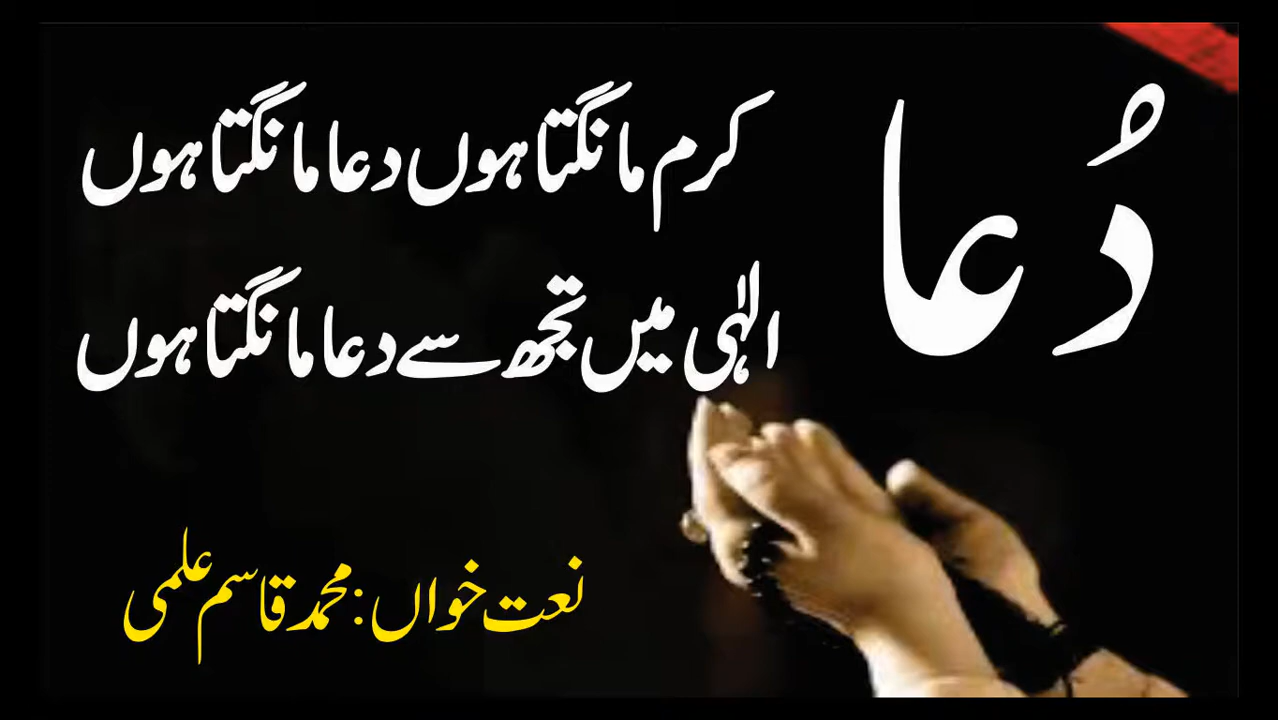 دُعا
کرم مانگتا ہوں دعا مانگتا ہوں
الٰہی میں تجھ سے دعا مانگتا ہوں
نعت خواں: محمد قاسم علمی